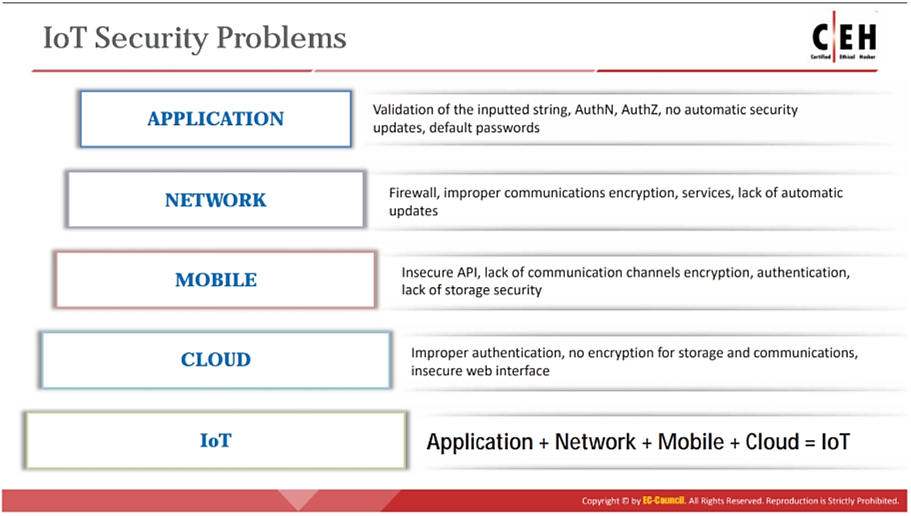 IoT Security Problems
C|EH
Certified Ethical Hacker
APPLICATION
Validation of the inputted string, AuthN, AuthZ, no automatic security
updates, default passwords
NETWORK
Firewall, improper communications encryption, services, lack of automatic
updates
MOBILE
Insecure API, lack of communication channels encryption, authentication,
lack of storage security
CLOUD
Improper authentication, no encryption for storage and communications,
insecure web interface
IoT
Application + Network + Mobile + Cloud = IoT
Copyright © by EC-Council. All Rights Reserved. Reproduction is Strictly Prohibited.